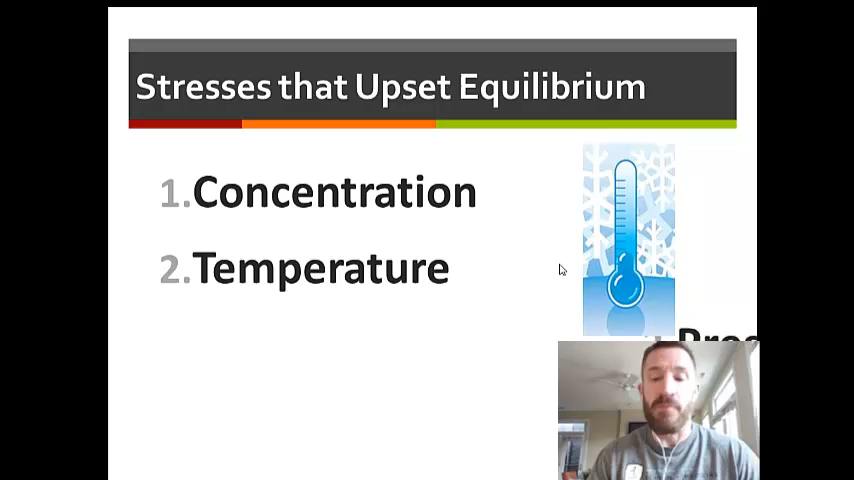 Stresses that Upset Equilibrium
1.Concentration
2.Temperature